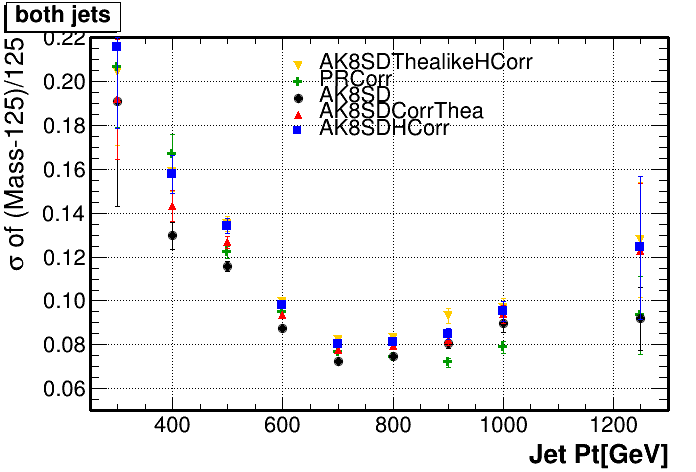 both jets
σ of (Mass-125)/125
0.22
0.20
0.18
0.16
0.14
0.12
0.10
0.08
0.06
AK8SDThealikeHCorr
PRCorr
AK8SD
AK8SDCorrThea
AK8SDHCorr
400 600 800 1000 1200
Jet Pt[GeV]